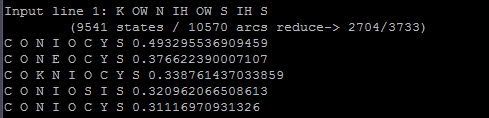 Input line 1: K OW N IH OW S IH S
(9541 states / 10570 arcs reduce-> 2704/3733)
C O N I O C Y S 0.493295536909459
C O N E O C Y S 0.376622390007107
C O K N I O C Y S 0.338761437033859
C O N I O S I S 0.320962066508613
C O N I O C Y S 0.31116970931326